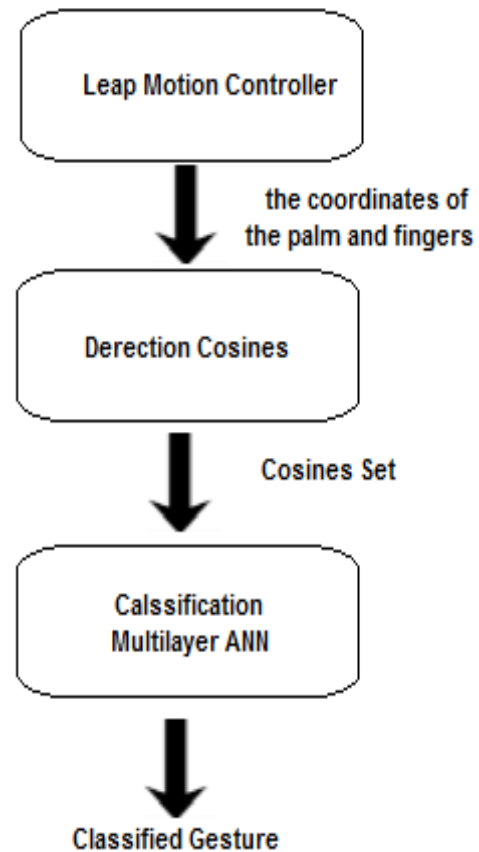 Leap Motion Controller
the coordinates of
the palm and fingers
Derection Cosines
Cosines Set
Calssification
Multilayer ANN
Classified Gesture